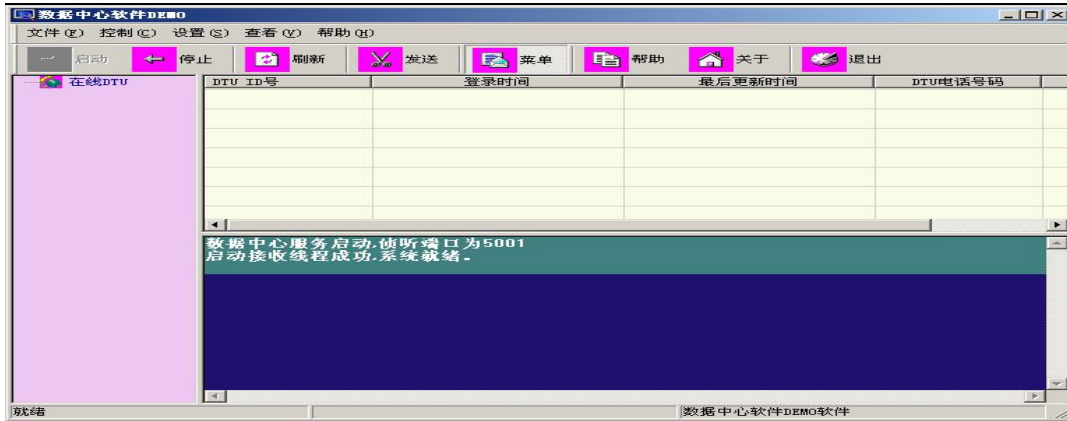 数据中心软件DEMO
文件(F) 控制(C) 设置(S) 查看(V) 帮助(H)
启动 停止 刷新 发送 菜单 帮助 关于 退出
在线DTU
DTU ID号 登录时间 最后更新时间 DTU电话号码
数据中心服务启动,侦听端口为5001
启动接收线程成功,系统就绪。
就绪 数据中心软件DEMO软件